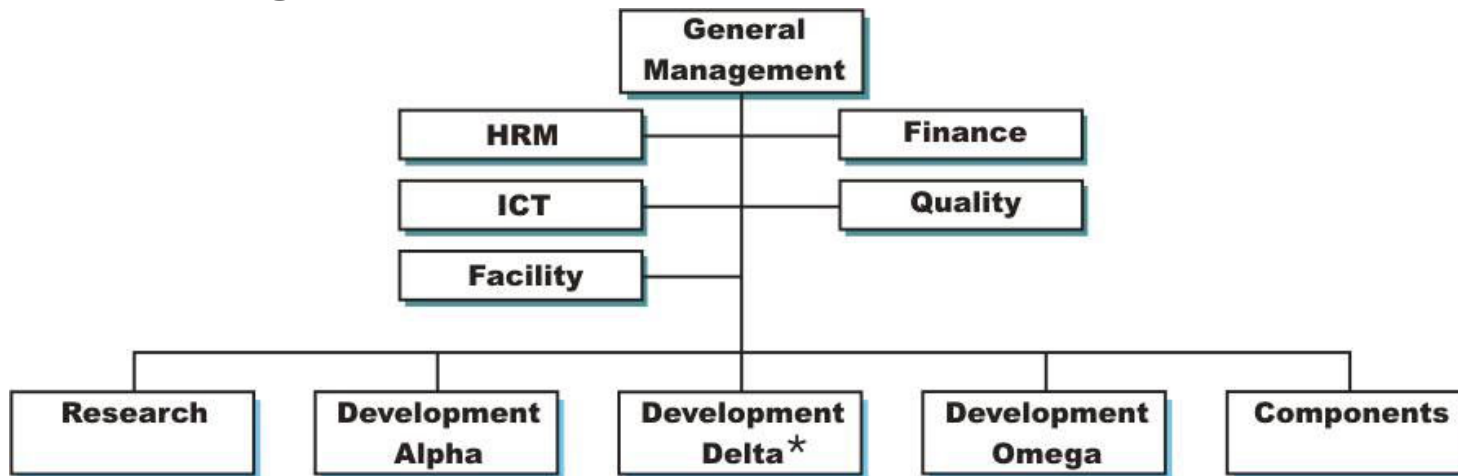 General
Management
HRM
Finance
ICT
Quality
Facility
Research
Development
Alpha
Development
Delta*
Development
Omega
Components